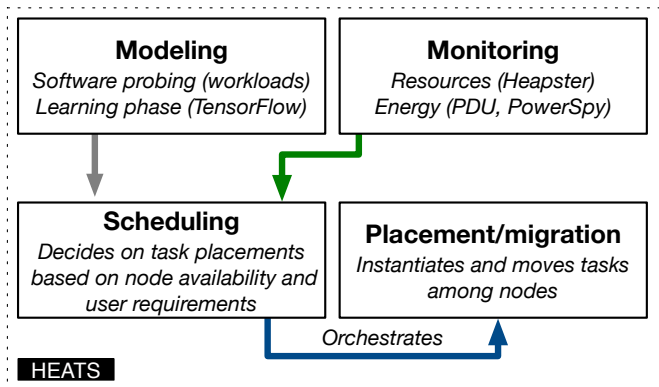 Modeling
Software probing (workloads)
Learning phase (TensorFlow)
Monitoring
Resources (Heapster)
Energy (PDU, PowerSpy)
Scheduling
Decides on task placements
based on node availability and
user requirements
Placement/migration
Instantiates and moves tasks
among nodes
Orchestrates
HEATS